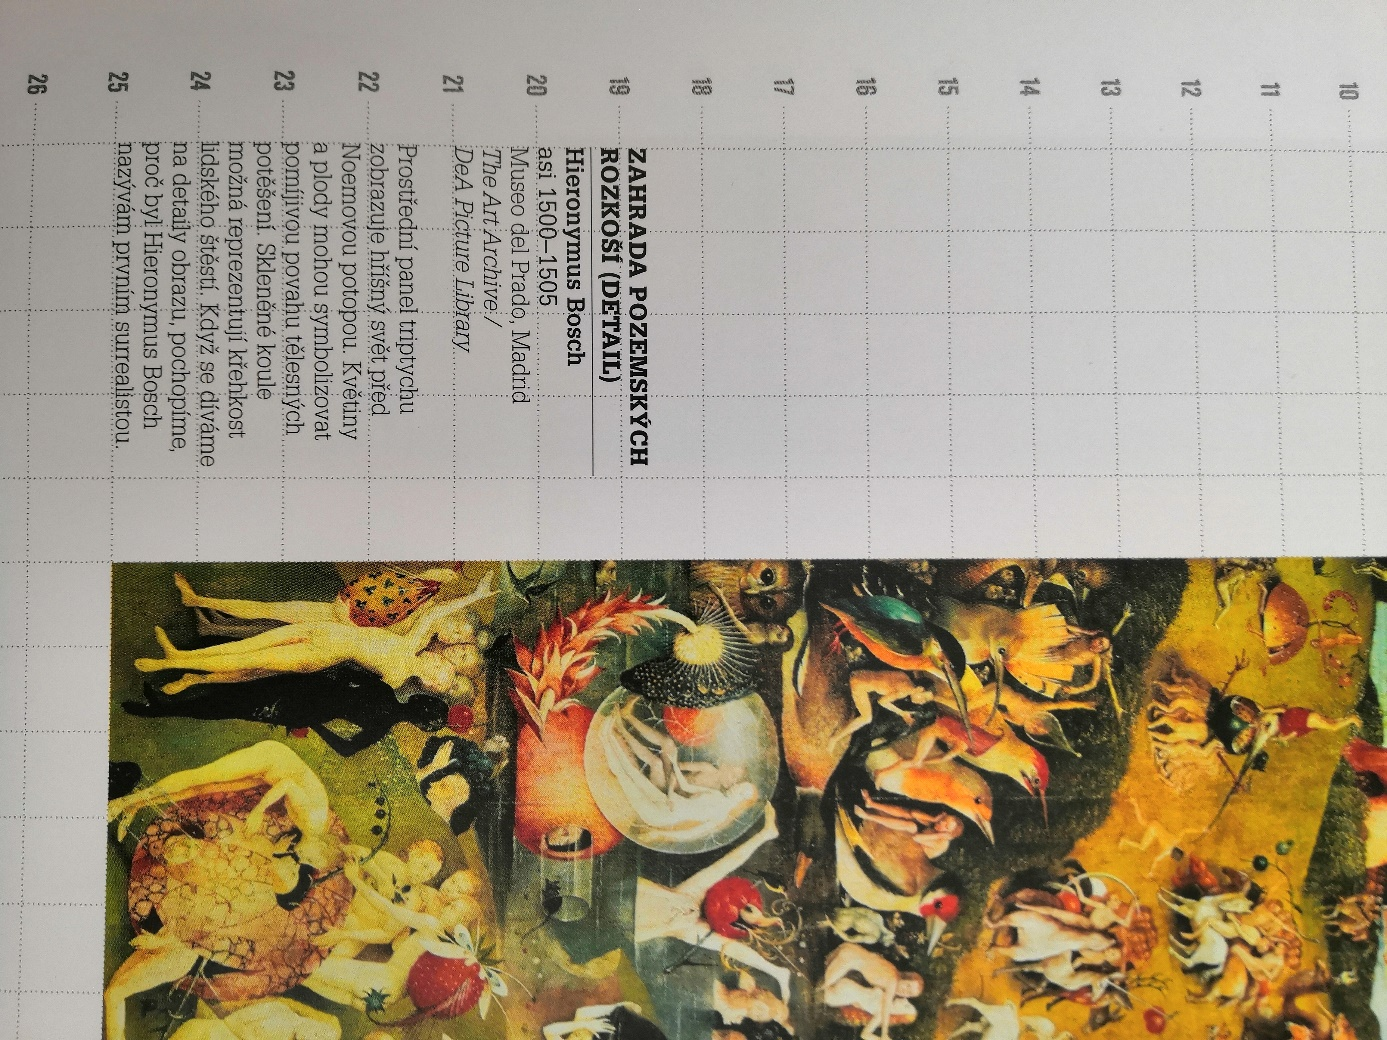 10
11
12
13
14
15
16
17
18
19
20
21
22
23
24
25
26
ZAHRADA POZEMSKÝCH
ROZKOŠÍ (DETAIL)
Hieronymus Bosch
asi 1500–1505
Museo del Prado, Madrid
The Art Archive /
DeA Picture Library
Prostřední panel triptychu
zobrazuje hříšný svět před
Noemovou potopou. Květiny
a plody mohou symbolizovat
pomíjivou povahu tělesných
potěšení. Skleněné koule
možná reprezentují křehkost
lidského štěstí. Když se díváme
na detaily obrazu, pochopíme,
proč byl Hieronymus Bosch
nazýván prvním surrealistou.